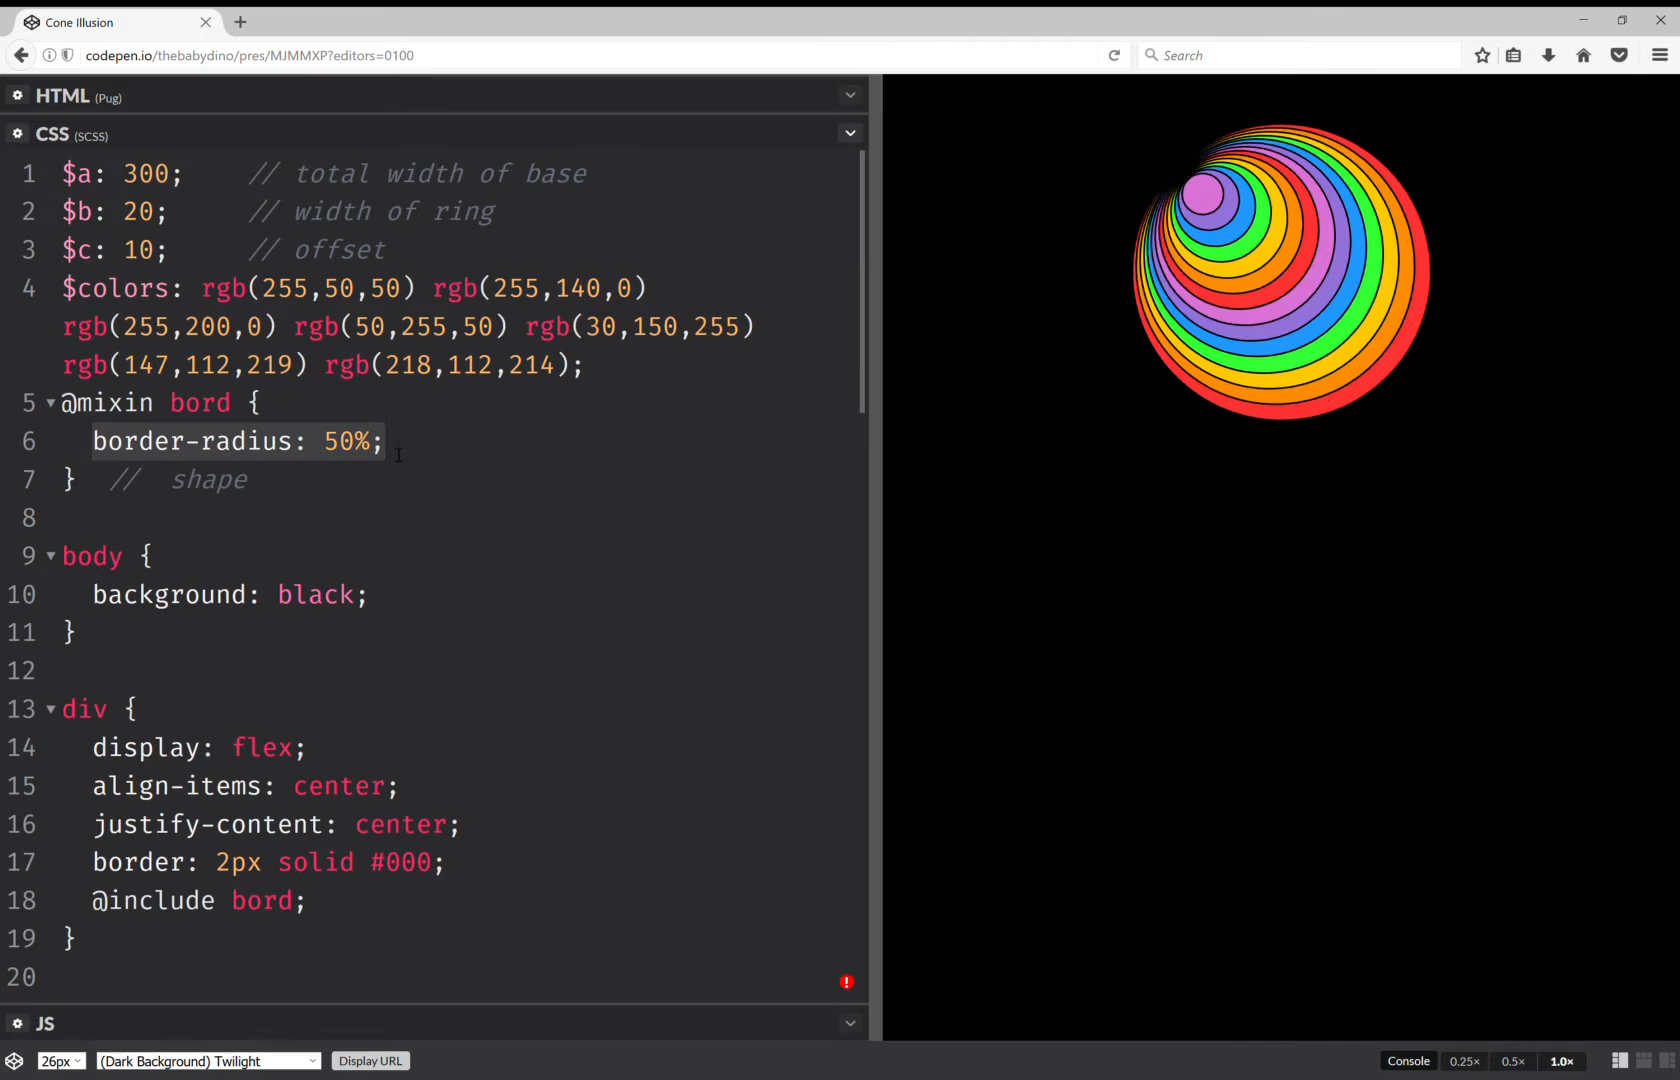 Cone Illusion
codepen.io/thebabydino/pres/MJMMXP?editors=0100
Search
HTML (Pug)
CSS (SCSS)
1 $a: 300; // total width of base
2 $b: 20; // width of ring
3 $c: 10; // offset
4 $colors: rgb(255,50,50) rgb(255,140,0)
rgb(255,200,0) rgb(50,255,50) rgb(30,150,255)
rgb(147,112,219) rgb(218,112,214);
5 @mixin bord {
6 border-radius: 50%;
7 } // shape
8
9 body {
10 background: black;
11 }
12
13 div {
14 display: flex;
15 align-items: center;
16 justify-content: center;
17 border: 2px solid #000;
18 @include bord;
19 }
20
JS
26px (Dark Background) Twilight Display URL Console 0.25× 0.5× 1.0×